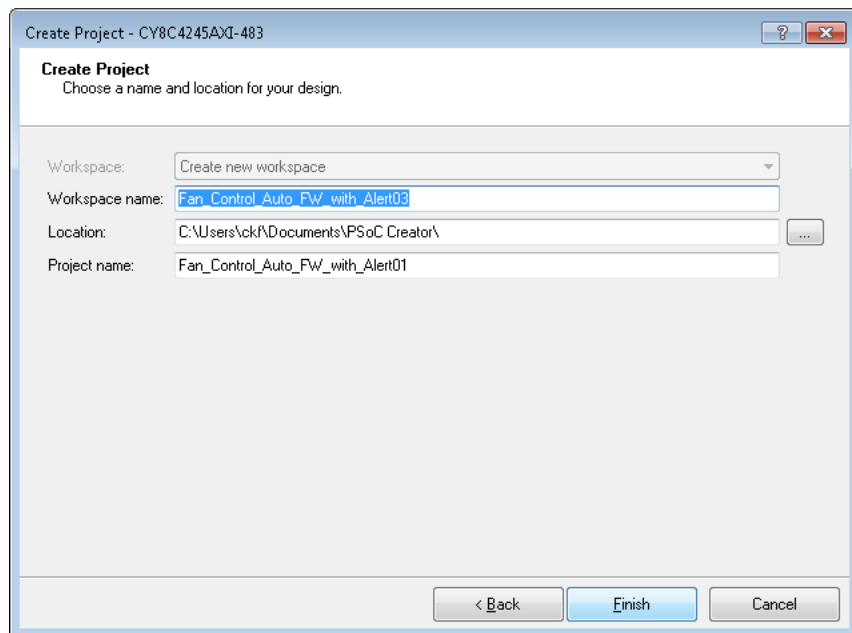 Create Project - CY8C4245AXI-483
Create Project
Choose a name and location for your design.
Workspace: Create new workspace
Workspace name: Fan_Control_Auto_FW_with_Alert03
Location: C:\Users\ckf\Documents\PSoC Creator\ ...
Project name: Fan_Control_Auto_FW_with_Alert01
< Back Finish Cancel